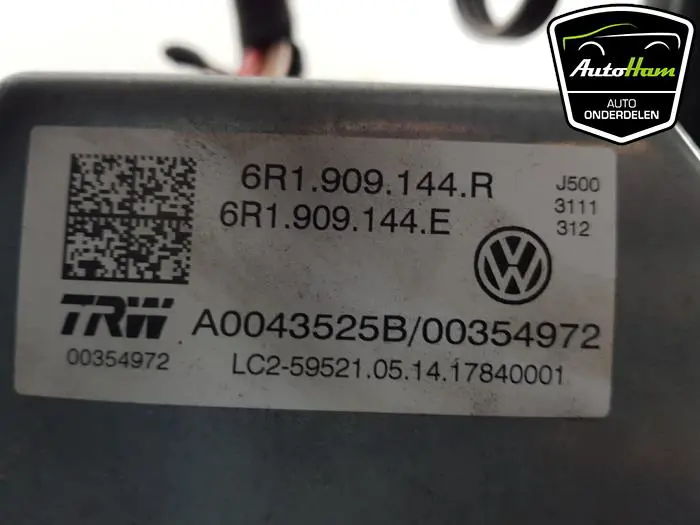 AutoHam
AUTO
ONDERDELEN
6R1.909.144.R
6R1.909.144.E
J500
3111
312
VW
TRW
A0043525B/00354972
00354972
LC2-59521.05.14.17840001